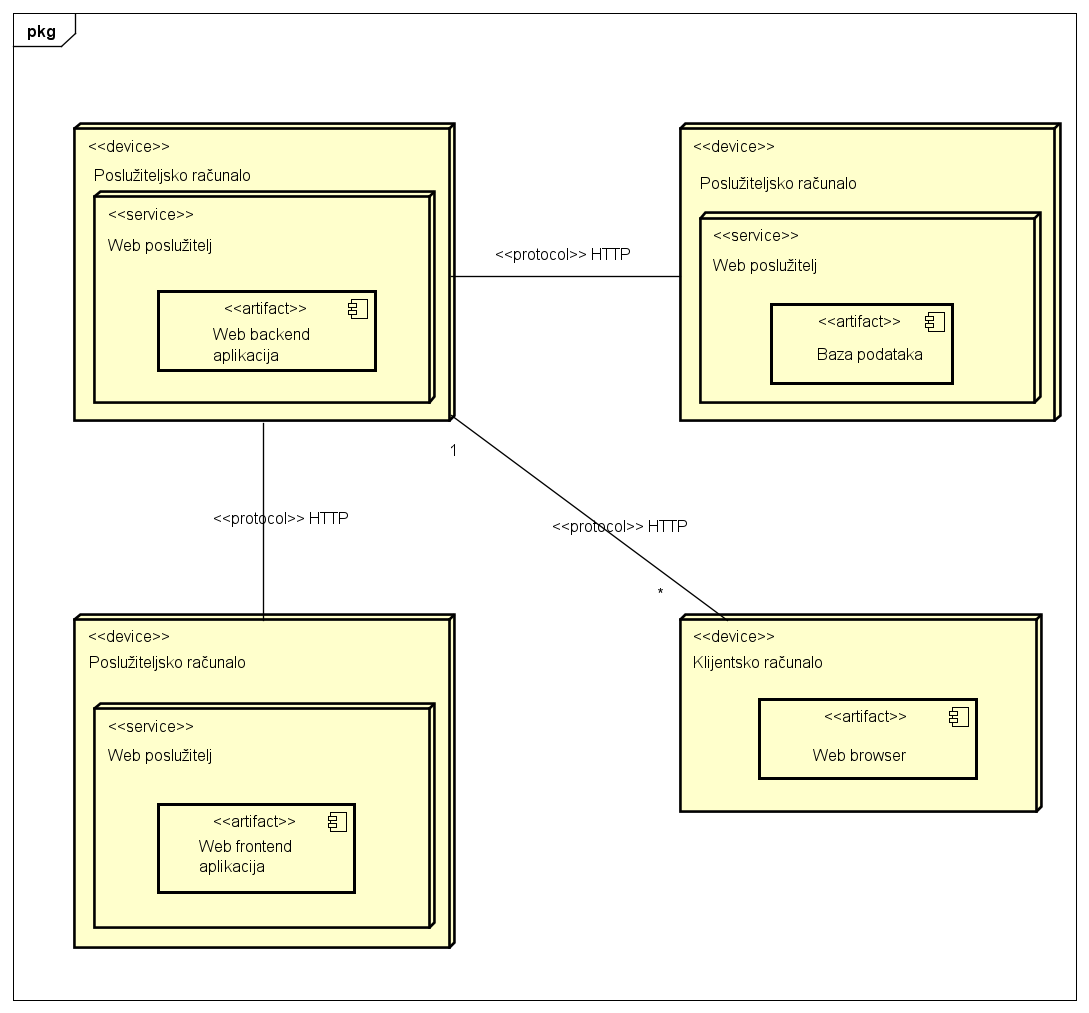 pkg
<<device>>
Poslužiteljsko računalo
<<service>>
Web poslužitelj
<<artifact>>
Web backend
aplikacija
<<protocol>> HTTP
<<device>>
Poslužiteljsko računalo
<<service>>
Web poslužitelj
<<artifact>>
Baza podataka
1
<<protocol>> HTTP
<<protocol>> HTTP
*
<<device>>
Poslužiteljsko računalo
<<service>>
Web poslužitelj
<<artifact>>
Web frontend
aplikacija
<<device>>
Klijentsko računalo
<<artifact>>
Web browser